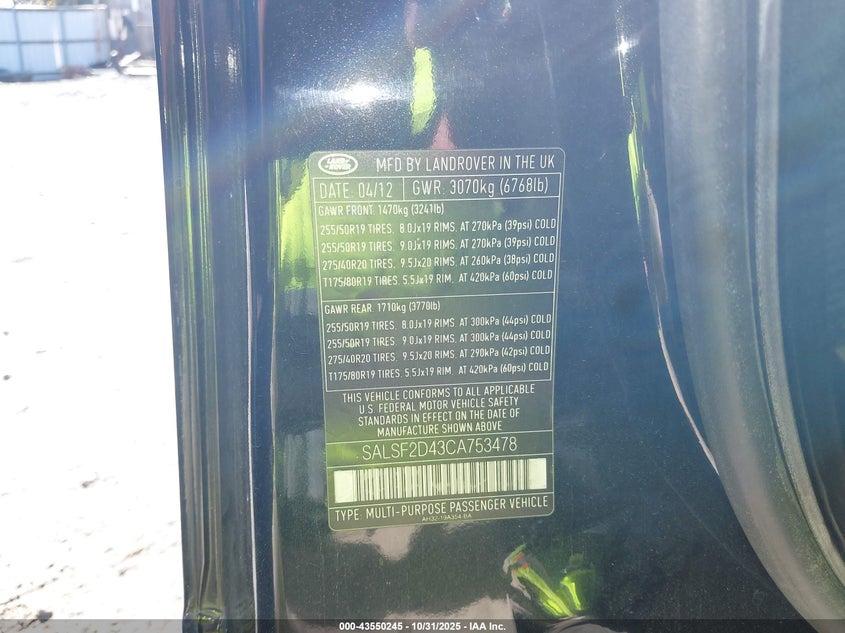 LAND ROVER
MFD BY LANDROVER IN THE UK
DATE: 04/12 GWR: 3070kg (6768lb)
GAWR FRONT: 1470kg (3241lb)
255/50R19 TIRES. 8.0Jx19 RIMS. AT 270kPa (39psi) COLD
255/50R19 TIRES. 9.0Jx19 RIMS. AT 270kPa (39psi) COLD
275/40R20 TIRES. 9.5Jx20 RIMS. AT 260kPa (38psi) COLD
T175/80R19 TIRES. 5.5Jx19 RIM. AT 420kPa (60psi) COLD
GAWR REAR: 1710kg (3770lb)
255/50R19 TIRES. 8.0Jx19 RIMS. AT 300kPa (44psi) COLD
255/50R19 TIRES. 9.0Jx19 RIMS. AT 300kPa (44psi) COLD
275/40R20 TIRES. 9.5Jx20 RIMS. AT 290kPa (42psi) COLD
T175/80R19 TIRES. 5.5Jx19 RIM. AT 420kPa (60psi) COLD
THIS VEHICLE CONFORMS TO ALL APPLICABLE
U.S. FEDERAL MOTOR VEHICLE SAFETY
STANDARDS IN EFFECT ON THE DATE OF
MANUFACTURE SHOWN ABOVE
SALSF2D43CA753478
TYPE: MULTI-PURPOSE PASSENGER VEHICLE
AH32-19A354-BA
000-43550245 - 10/31/2025 - IAA Inc.